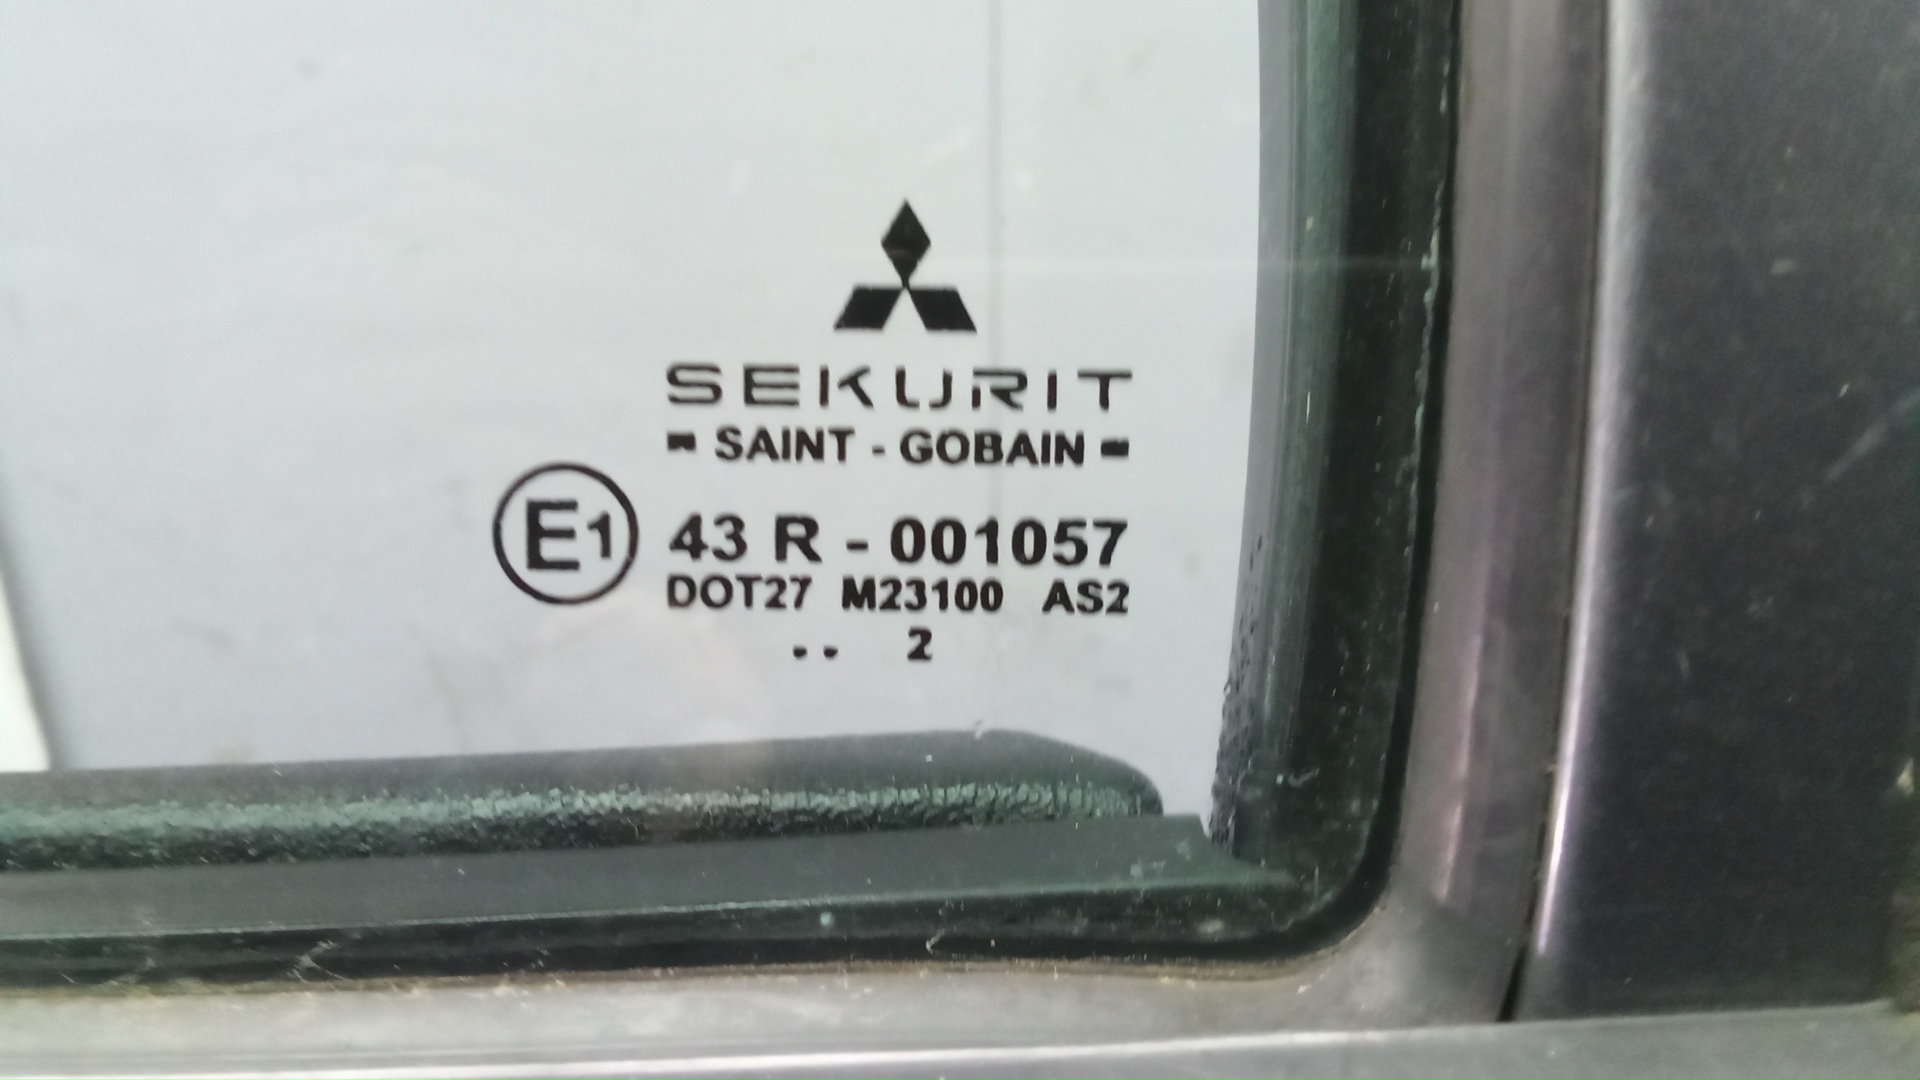 SEKURIT
- SAINT - GOBAIN -
E1 43 R - 001057
DOT27 M23100 AS2
.. 2